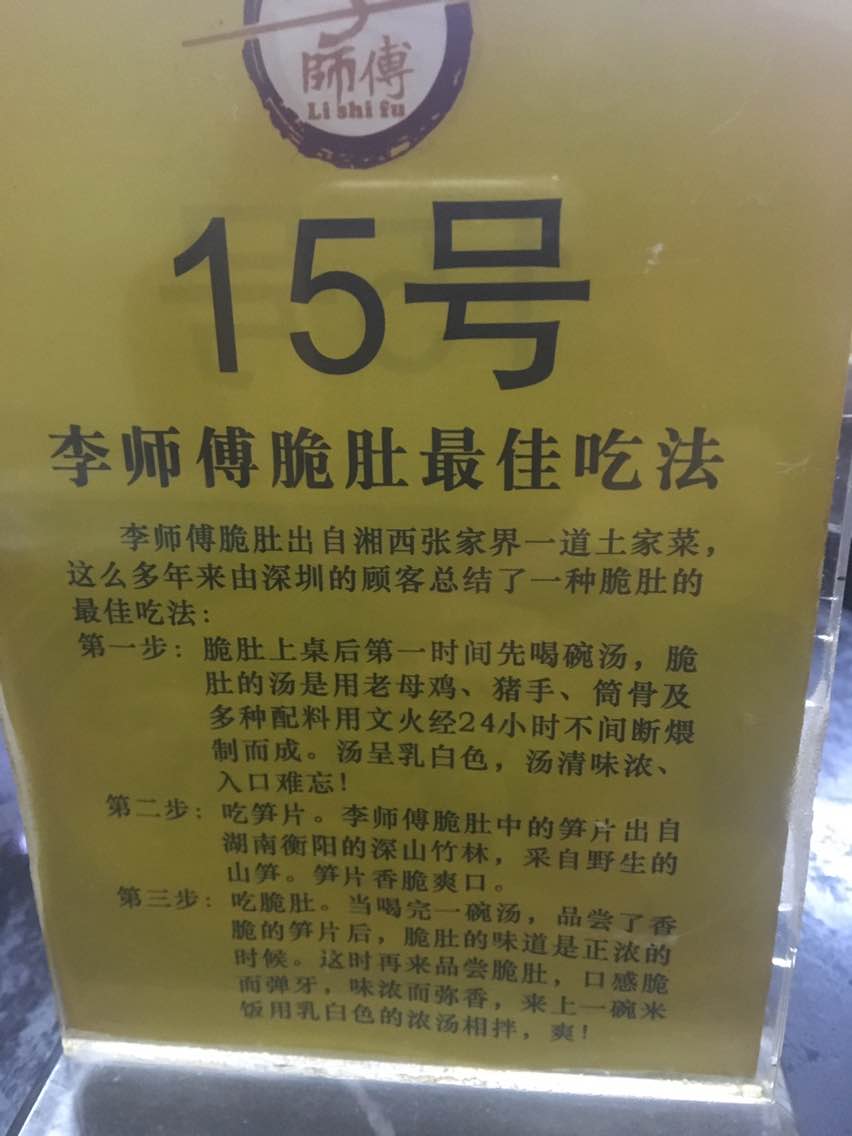 師傅
Li shi fu
15号
李师傅脆肚最佳吃法
李师傅脆肚出自湘西张家界一道土家菜，
这么多年来由深圳的顾客总结了一种脆肚的
最佳吃法：
第一步：脆肚上桌后第一时间先喝碗汤，脆
肚的汤是用老母鸡、猪手、筒骨及
多种配料用文火经24小时不间断煨
制而成。汤呈乳白色，汤清味浓、
入口难忘！
第二步：吃笋片。李师傅脆肚中的笋片出自
湖南衡阳的深山竹林，采自野生的
山笋。笋片香脆爽口。
第三步：吃脆肚。当喝完一碗汤，品尝了香
脆的笋片后，脆肚的味道是正浓的
时候。这时再来品尝脆肚，口感脆
而弹牙，味浓而弥香，来上一碗米
饭用乳白色的浓汤相拌，爽！